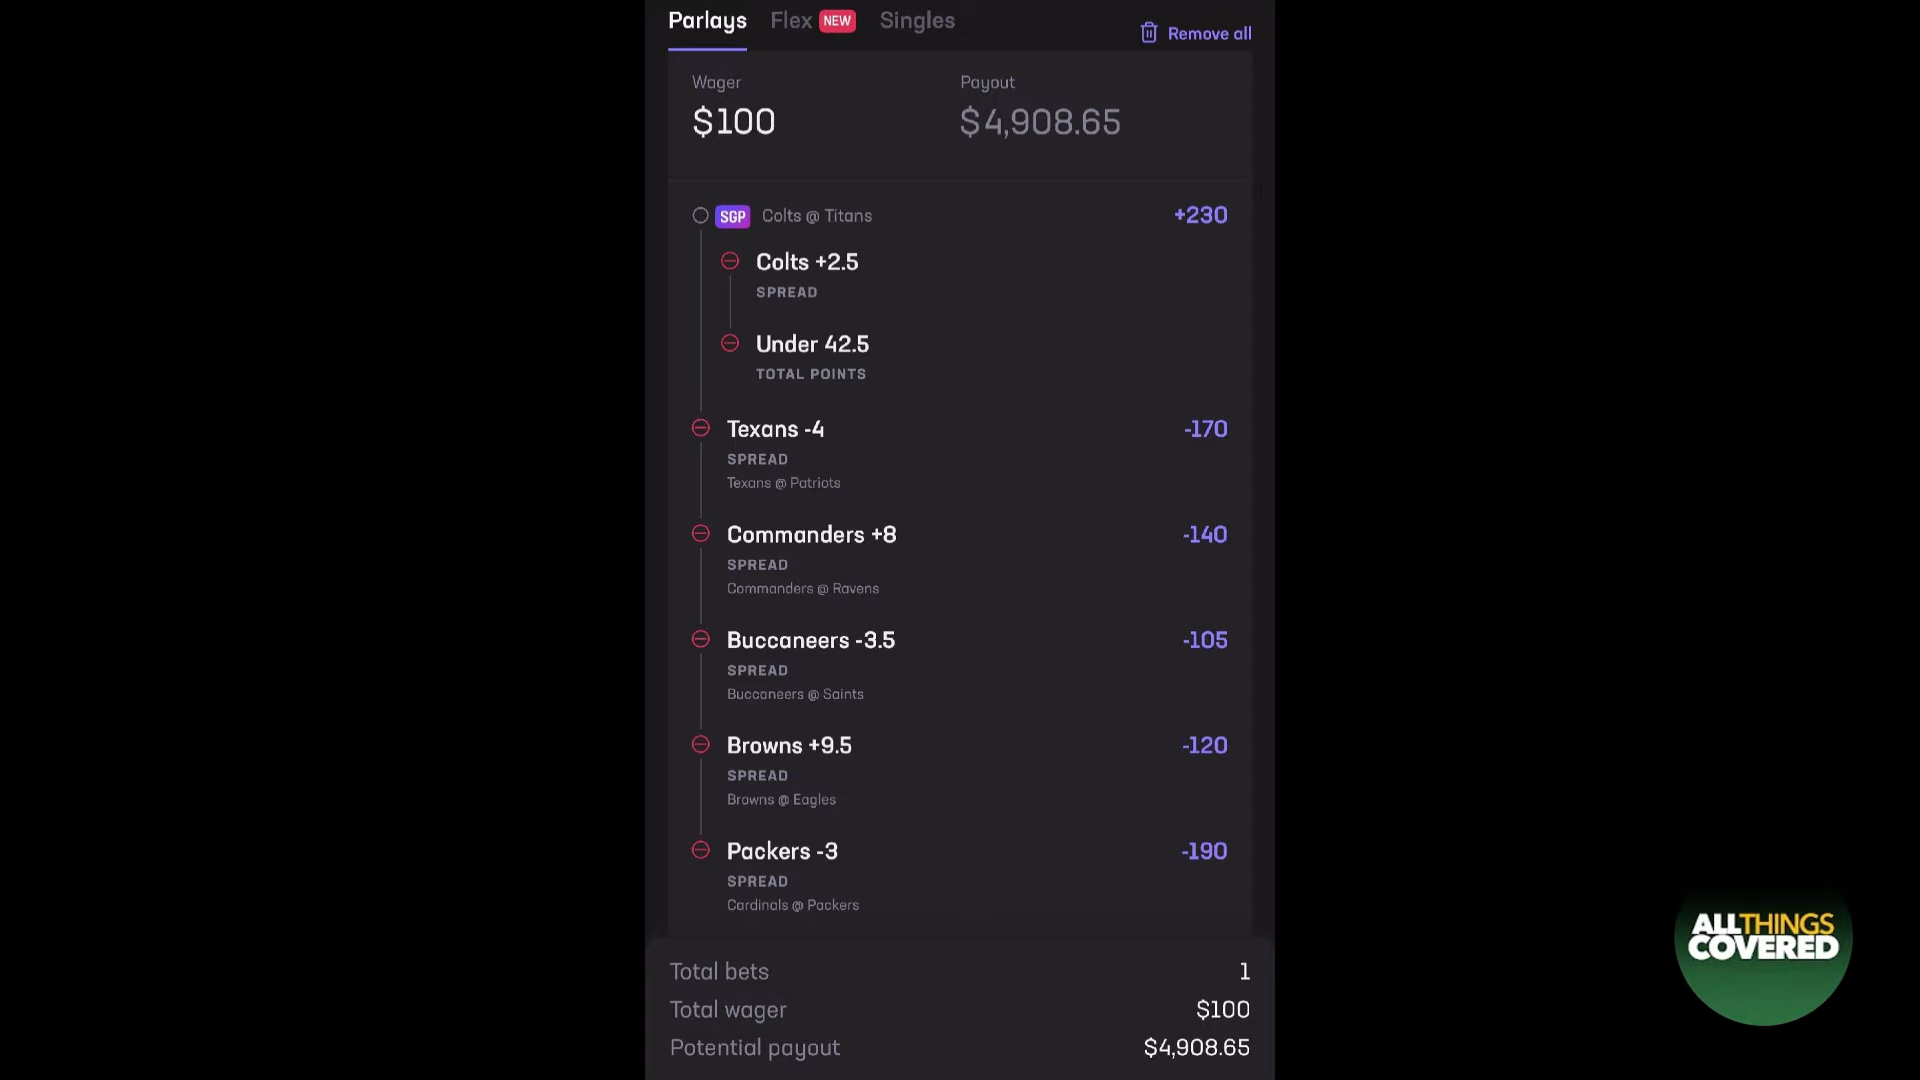 Parlays Flex NEW Singles
Remove all
Wager Payout
$100 $4,908.65
SGP Colts @ Titans +230
Colts +2.5
SPREAD
Under 42.5
TOTAL POINTS
Texans -4 -170
SPREAD
Texans @ Patriots
Commanders +8 -140
SPREAD
Commanders @ Ravens
Buccaneers -3.5 -105
SPREAD
Buccaneers @ Saints
Browns +9.5 -120
SPREAD
Browns @ Eagles
Packers -3 -190
SPREAD
Cardinals @ Packers
Total bets 1
Total wager $100
Potential payout $4,908.65
ALL THINGS
COVERED